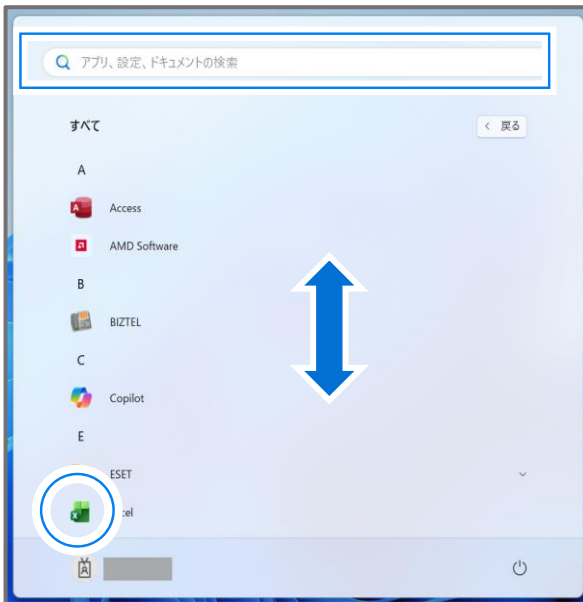 アプリ、設定、ドキュメントの検索
すべて
戻る
A
Access
AMD Software
B
BIZTEL
C
Copilot
E
ESET
cel